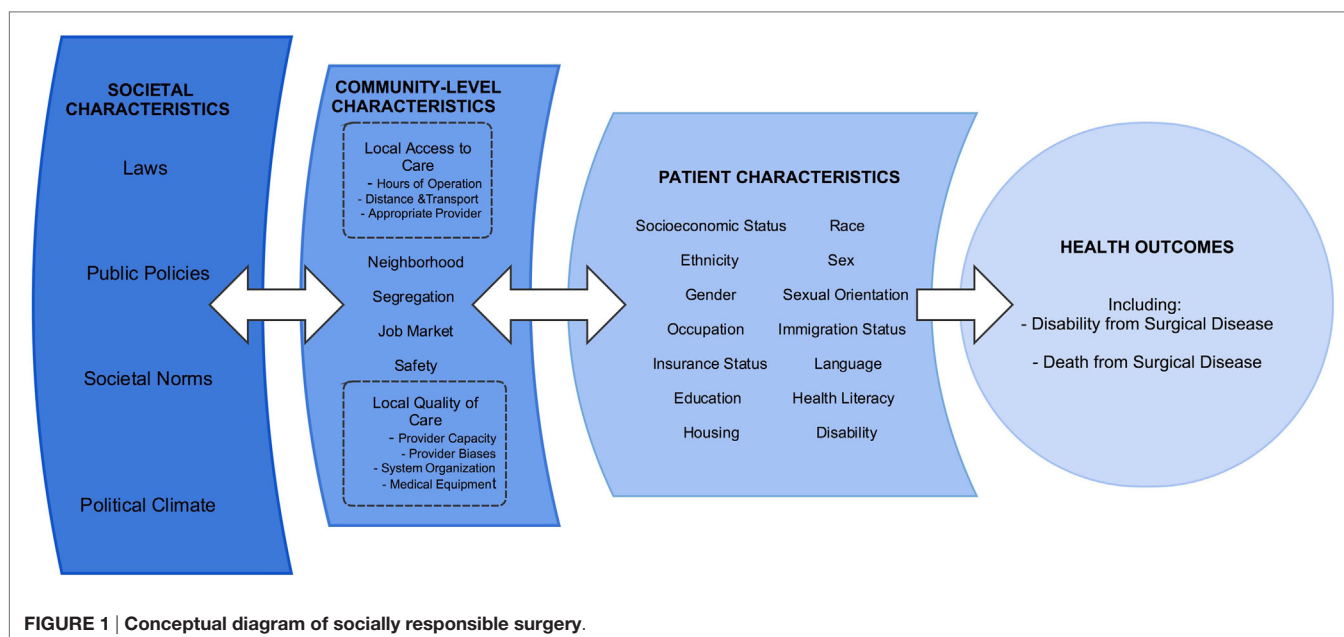 SOCIETAL
CHARACTERISTICS
Laws
Public Policies
Societal Norms
Political Climate
COMMUNITY-LEVEL
CHARACTERISTICS
Local Access to
Care
- Hours of Operation
- Distance &Transport
- Appropriate Provider
Neighborhood
Segregation
Job Market
Safety
Local Quality of
Care
- Provider Capacity
- Provider Biases
- System Organization
- Medical Equipment
PATIENT CHARACTERISTICS
Socioeconomic Status
Race
Ethnicity
Sex
Gender
Sexual Orientation
Occupation
Immigration Status
Insurance Status
Language
Education
Health Literacy
Housing
Disability
HEALTH OUTCOMES
Including:
- Disability from Surgical Disease
- Death from Surgical Disease
FIGURE 1 | Conceptual diagram of socially responsible surgery.